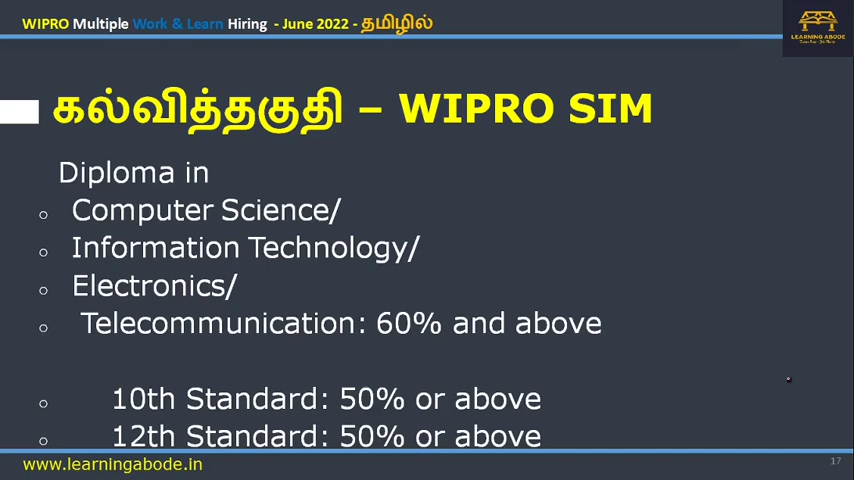 WIPRO Multiple Work & Learn Hiring - June 2022 - தமிழில்
LEARNING ABODE
கல்வித்தகுதி – WIPRO SIM
Diploma in
Computer Science/
Information Technology/
Electronics/
Telecommunication: 60% and above
10th Standard: 50% or above
12th Standard: 50% or above
www.learningabode.in
17